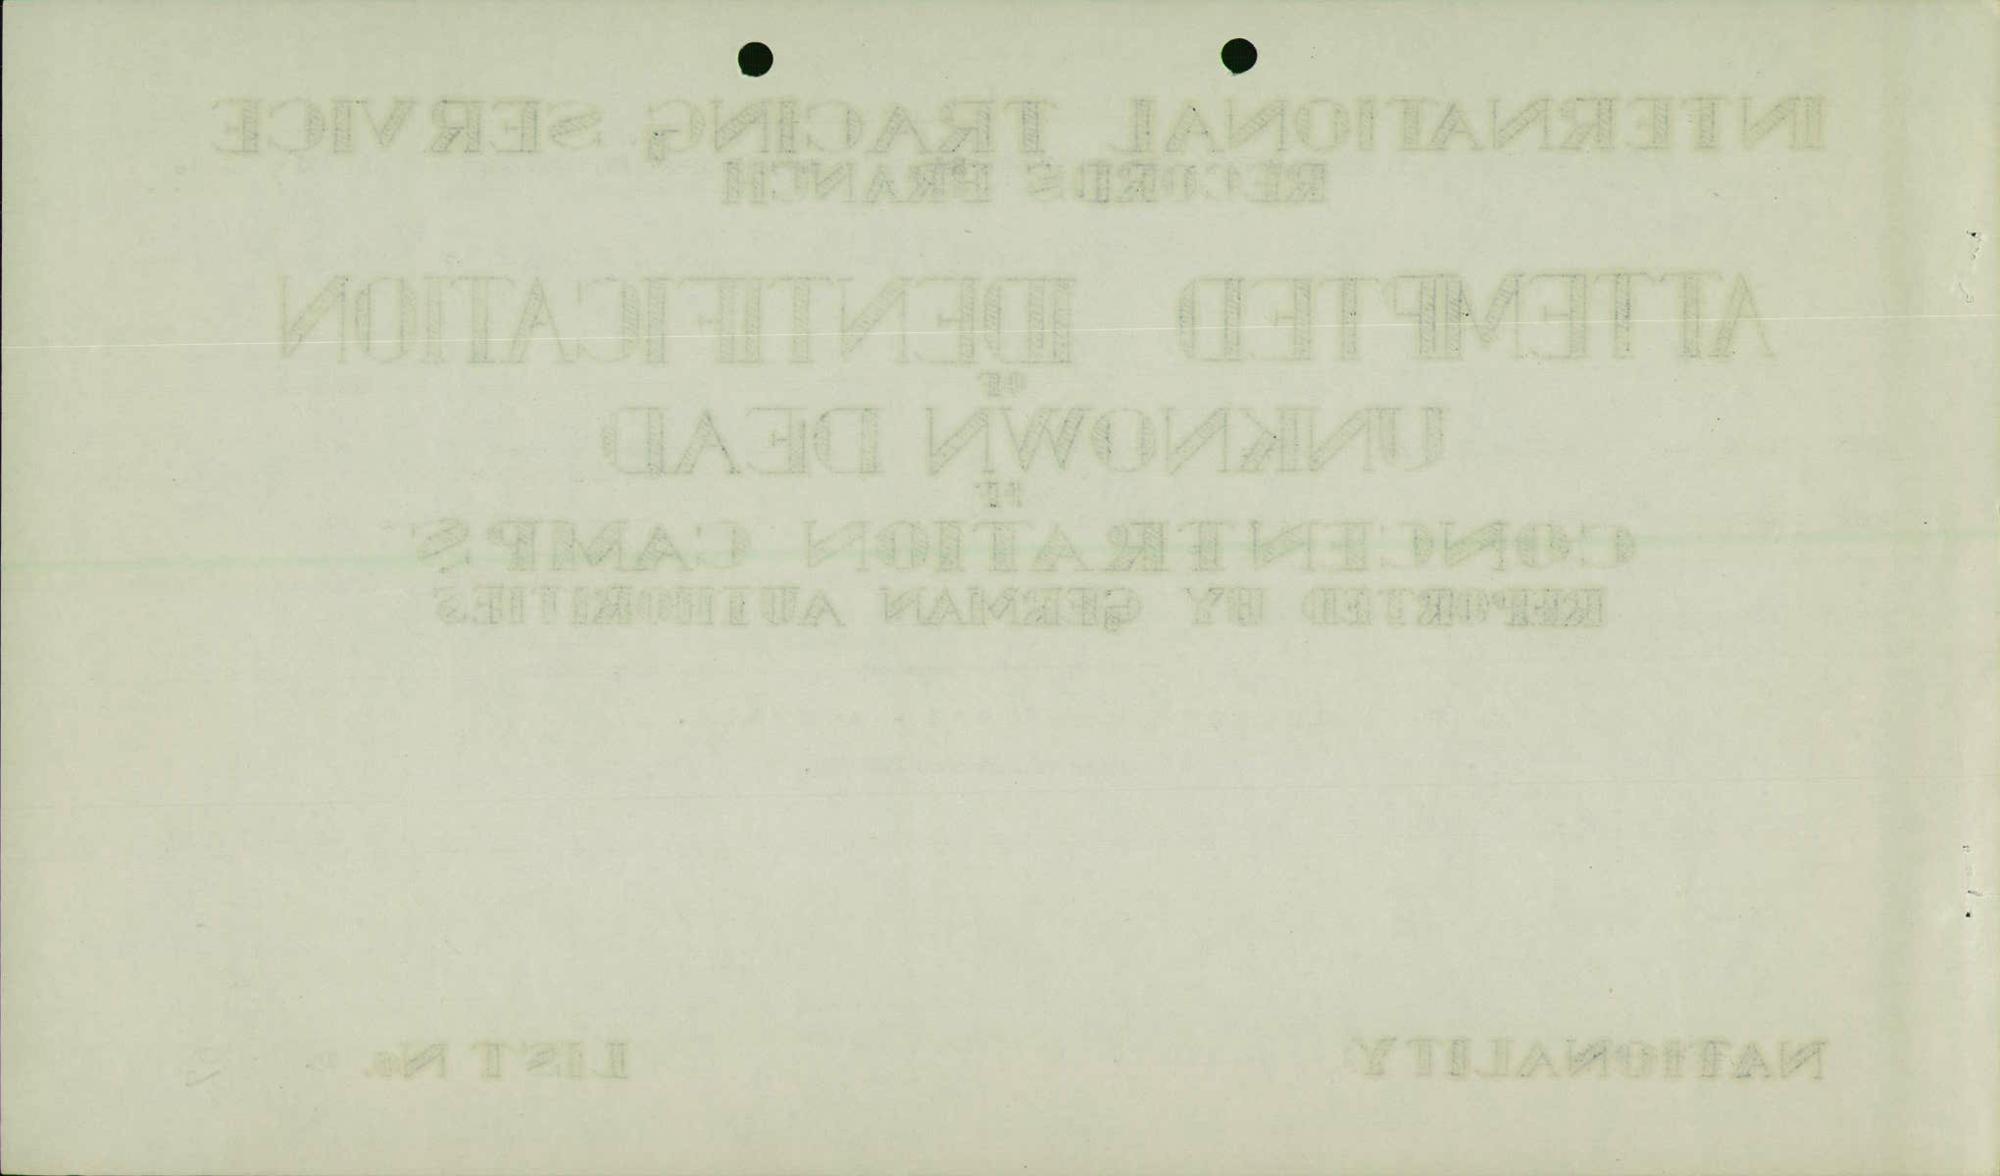 INTERNATIONAL TRACING SERVICE
RECORDS BRANCH
ATTEMPTED IDENTIFICATION
OF
UNKNOWN DEAD
CONCENTRATION CAMPS
REPORTED BY GERMAN AUTHORITIES
NATIONALITY LIST No.